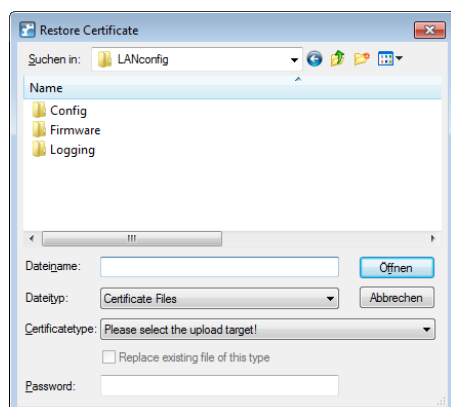 Restore Certificate
Suchen in: LANconfig
Name
Config
Firmware
Logging
Dateiname: Öffnen
Dateityp: Certificate Files Abbrechen
Certificatetype: Please select the upload target!
Replace existing file of this type
Password: